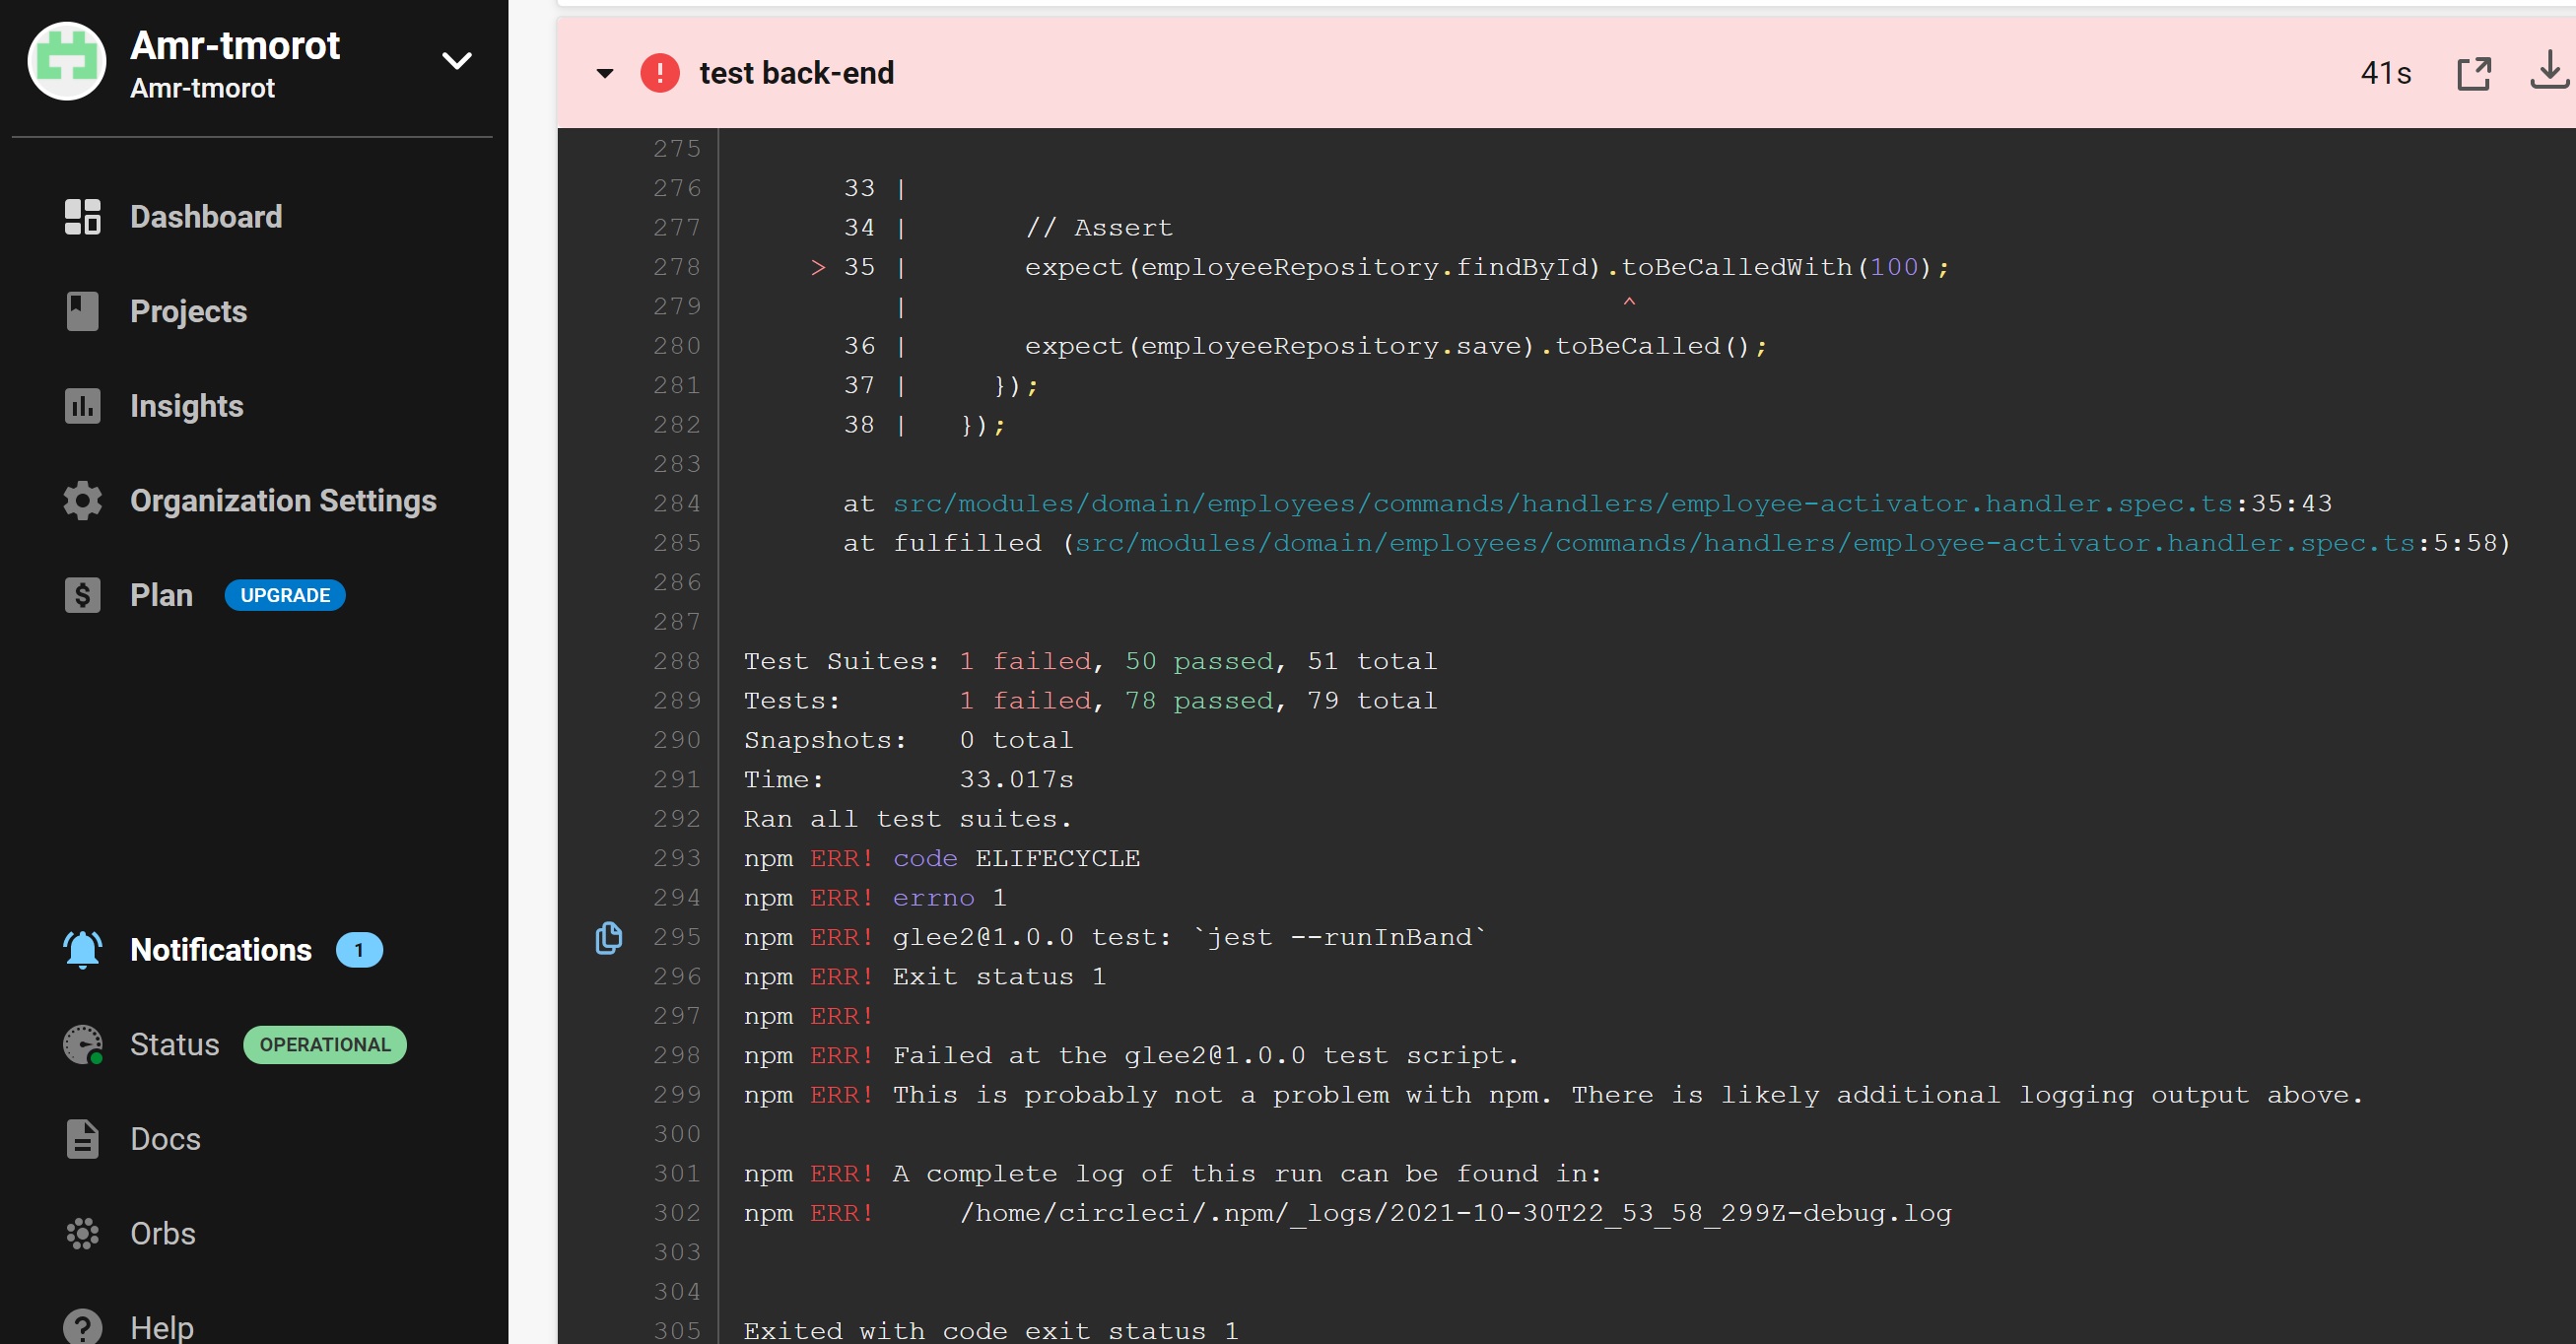 Amr-tmorot
Amr-tmorot
Dashboard
Projects
Insights
Organization Settings
Plan UPGRADE
Notifications 1
Status OPERATIONAL
Docs
Orbs
Help
test back-end 41s
275
276 33 |
277 34 | // Assert
278 > 35 | expect(employeeRepository.findById).toBeCalledWith(100);
279 | ^
280 36 | expect(employeeRepository.save).toBeCalled();
281 37 | });
282 38 | });
283
284 at src/modules/domain/employees/commands/handlers/employee-activator.handler.spec.ts:35:43
285 at fulfilled (src/modules/domain/employees/commands/handlers/employee-activator.handler.spec.ts:5:58)
286
287
288 Test Suites: 1 failed, 50 passed, 51 total
289 Tests: 1 failed, 78 passed, 79 total
290 Snapshots: 0 total
291 Time: 33.017s
292 Ran all test suites.
293 npm ERR! code ELIFECYCLE
294 npm ERR! errno 1
295 npm ERR! glee2@1.0.0 test: `jest --runInBand`
296 npm ERR! Exit status 1
297 npm ERR!
298 npm ERR! Failed at the glee2@1.0.0 test script.
299 npm ERR! This is probably not a problem with npm. There is likely additional logging output above.
300
301 npm ERR! A complete log of this run can be found in:
302 npm ERR! /home/circleci/.npm/_logs/2021-10-30T22_53_58_299Z-debug.log
303
304
305 Exited with code exit status 1